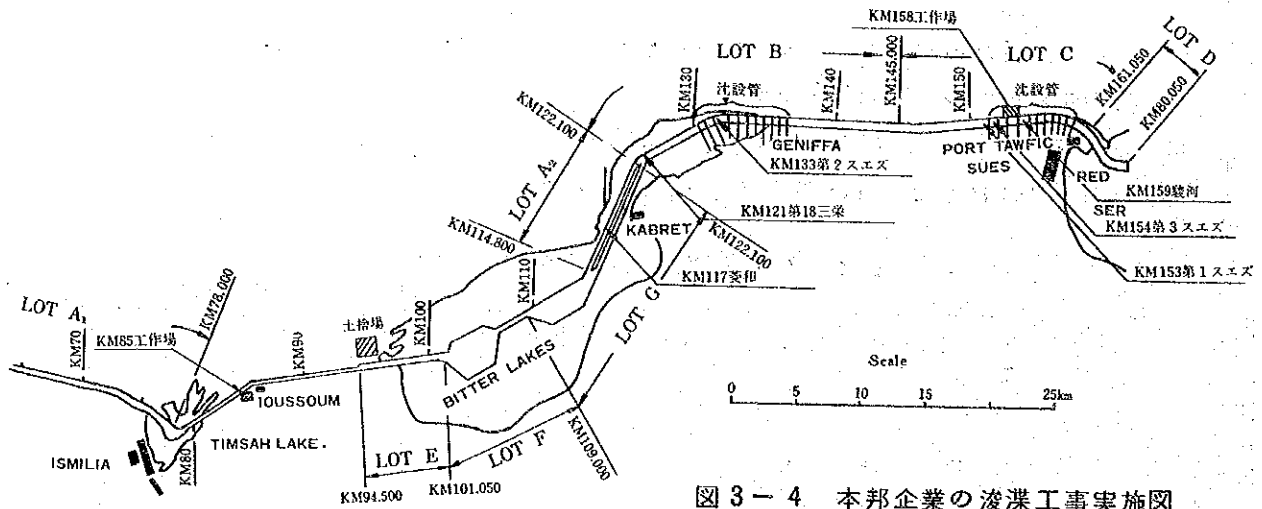 KM158工作場
LOT B
LOT C
LOT D
KM130
沈設管
KM140
KM145.000
KM150
沈設管
KM161.050
KM80.050
KM122.100
GENIFFA
PORT TAWFIC
SUES
RED
SER
KM133第2スエズ
KM159駿河
LOT A₂
KM121第18三栄
KM154第3スエズ
KABRET
KM122.100
KM114.800
KM153第1スエズ
KM110
KM117菱和
LOT G
LOT A₁
KM78.000
KM70
土捨場
KM100
KM85工作場
KM90
BITTER LAKES
Scale
0 5 10 15 20 25km
TOUSSOUM
TIMSAH LAKE.
KM80
ISMILIA
LOT E
LOT F
KM109.000
KM94.500
KM101.050
図3-4 本邦企業の浚渫工事実施図